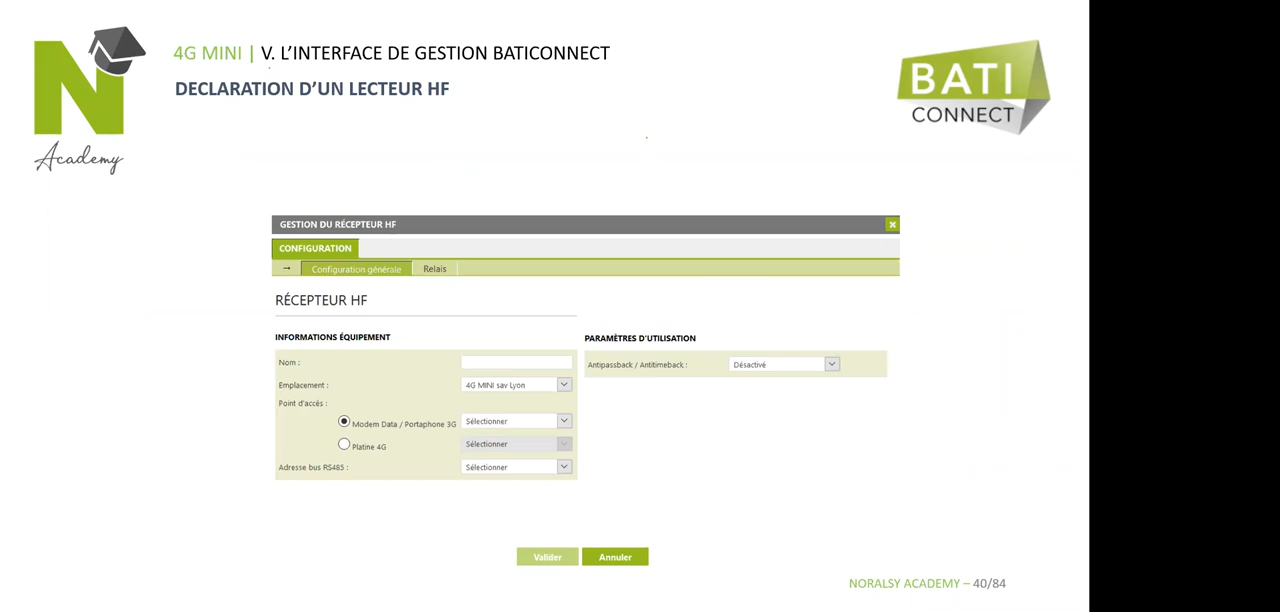 N
Academy
4G MINI | V. L'INTERFACE DE GESTION BATICONNECT
DECLARATION D'UN LECTEUR HF
BATI
CONNECT
GESTION DU RÉCEPTEUR HF
CONFIGURATION
→ Configuration générale Relais
RÉCEPTEUR HF
INFORMATIONS ÉQUIPEMENT
Nom :
Emplacement : 4G MINI sav Lyon
Point d'accès :
Modem Data / Portaphone 3G Sélectionner
Platine 4G Sélectionner
Adresse bus RS485 : Sélectionner
PARAMÈTRES D'UTILISATION
Antipassback / Antitimeback : Désactivé
Valider Annuler
NORALSY ACADEMY – 40/84